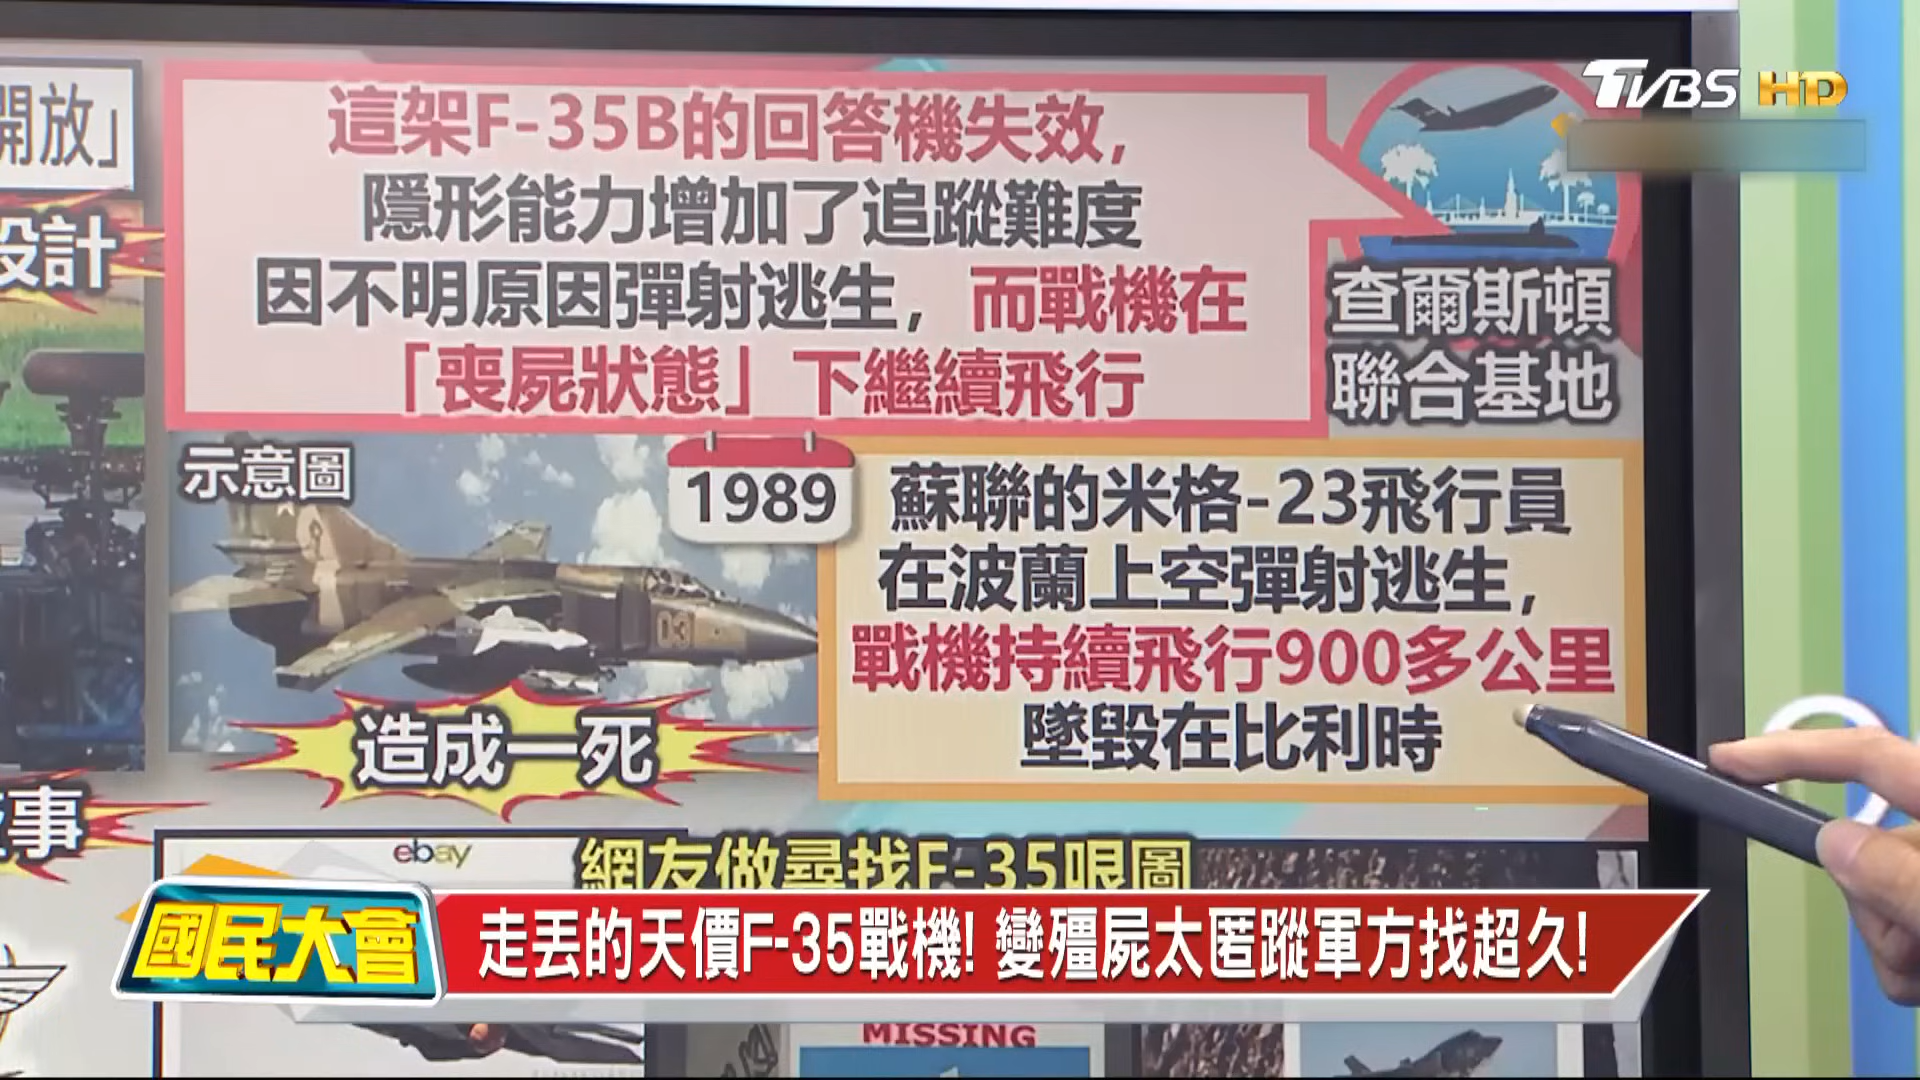 TVBS HD
開放」
這架F-35B的回答機失效,
隱形能力增加了追蹤難度
因不明原因彈射逃生，而戰機在
「喪屍狀態」下繼續飛行
查爾斯頓
聯合基地
設計
示意圖
1989
蘇聯的米格-23飛行員
在波蘭上空彈射逃生,
戰機持續飛行900多公里
墜毀在比利時
03
造成一死
事
ebay
網友做尋找F-35哏圖
國民大會
走丟的天價F-35戰機! 變殭屍太匿蹤軍方找超久!
MISSING